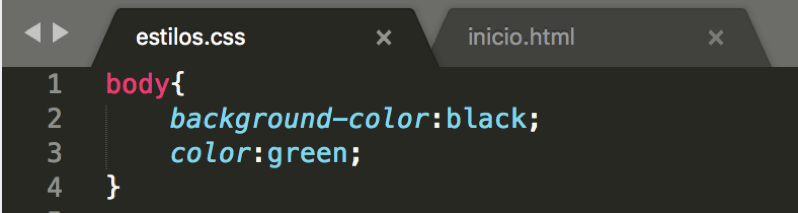 estilos.css × inicio.html ×
1 body{
2     background-color:black;
3     color:green;
4 }